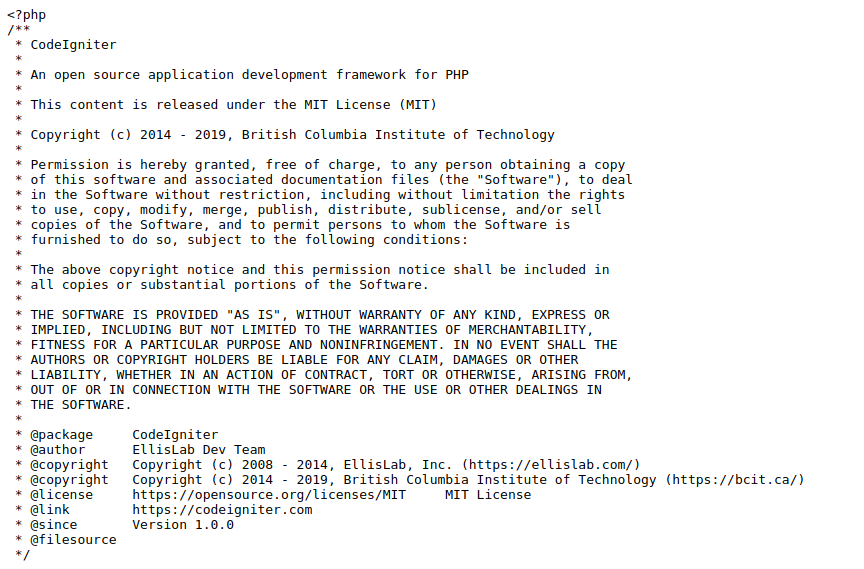 <?php
/**
 * CodeIgniter
 *
 * An open source application development framework for PHP
 *
 * This content is released under the MIT License (MIT)
 *
 * Copyright (c) 2014 - 2019, British Columbia Institute of Technology
 *
 * Permission is hereby granted, free of charge, to any person obtaining a copy
 * of this software and associated documentation files (the "Software"), to deal
 * in the Software without restriction, including without limitation the rights
 * to use, copy, modify, merge, publish, distribute, sublicense, and/or sell
 * copies of the Software, and to permit persons to whom the Software is
 * furnished to do so, subject to the following conditions:
 *
 * The above copyright notice and this permission notice shall be included in
 * all copies or substantial portions of the Software.
 *
 * THE SOFTWARE IS PROVIDED "AS IS", WITHOUT WARRANTY OF ANY KIND, EXPRESS OR
 * IMPLIED, INCLUDING BUT NOT LIMITED TO THE WARRANTIES OF MERCHANTABILITY,
 * FITNESS FOR A PARTICULAR PURPOSE AND NONINFRINGEMENT. IN NO EVENT SHALL THE
 * AUTHORS OR COPYRIGHT HOLDERS BE LIABLE FOR ANY CLAIM, DAMAGES OR OTHER
 * LIABILITY, WHETHER IN AN ACTION OF CONTRACT, TORT OR OTHERWISE, ARISING FROM,
 * OUT OF OR IN CONNECTION WITH THE SOFTWARE OR THE USE OR OTHER DEALINGS IN
 * THE SOFTWARE.
 *
 * @package     CodeIgniter
 * @author      EllisLab Dev Team
 * @copyright   Copyright (c) 2008 - 2014, EllisLab, Inc. (https://ellislab.com/)
 * @copyright   Copyright (c) 2014 - 2019, British Columbia Institute of Technology (https://bcit.ca/)
 * @license     https://opensource.org/licenses/MIT     MIT License
 * @link        https://codeigniter.com
 * @since       Version 1.0.0
 * @filesource
 */